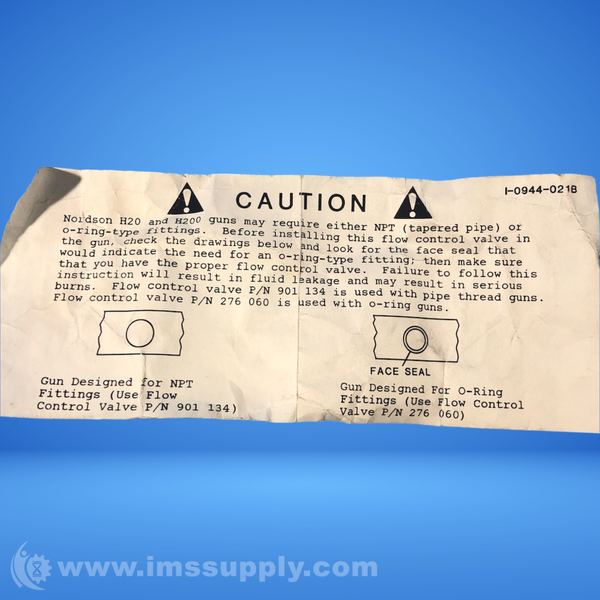 I-0944-021B
CAUTION
Nordson H20 and H200 guns may require either NPT (tapered pipe) or
o-ring-type fittings. Before installing this flow control valve in
the gun, check the drawings below and look for the face seal that
would indicate the need for an o-ring-type fitting; then make sure
that you have the proper flow control valve. Failure to follow this
instruction will result in fluid leakage and may result in serious
burns. Flow control valve P/N 901 134 is used with pipe thread guns.
Flow control valve P/N 276 060 is used with o-ring guns.
FACE SEAL
Gun Designed for NPT
Fittings (Use Flow
Control Valve P/N 901 134)
Gun Designed For O-Ring
Fittings (Use Flow Control
Valve P/N 276 060)
www.imssupply.com